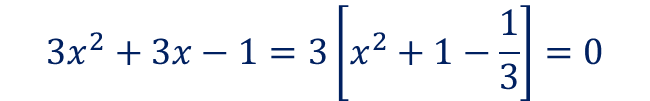 3x² + 3x − 1 = 3 [x² + 1 − 1/3] = 0